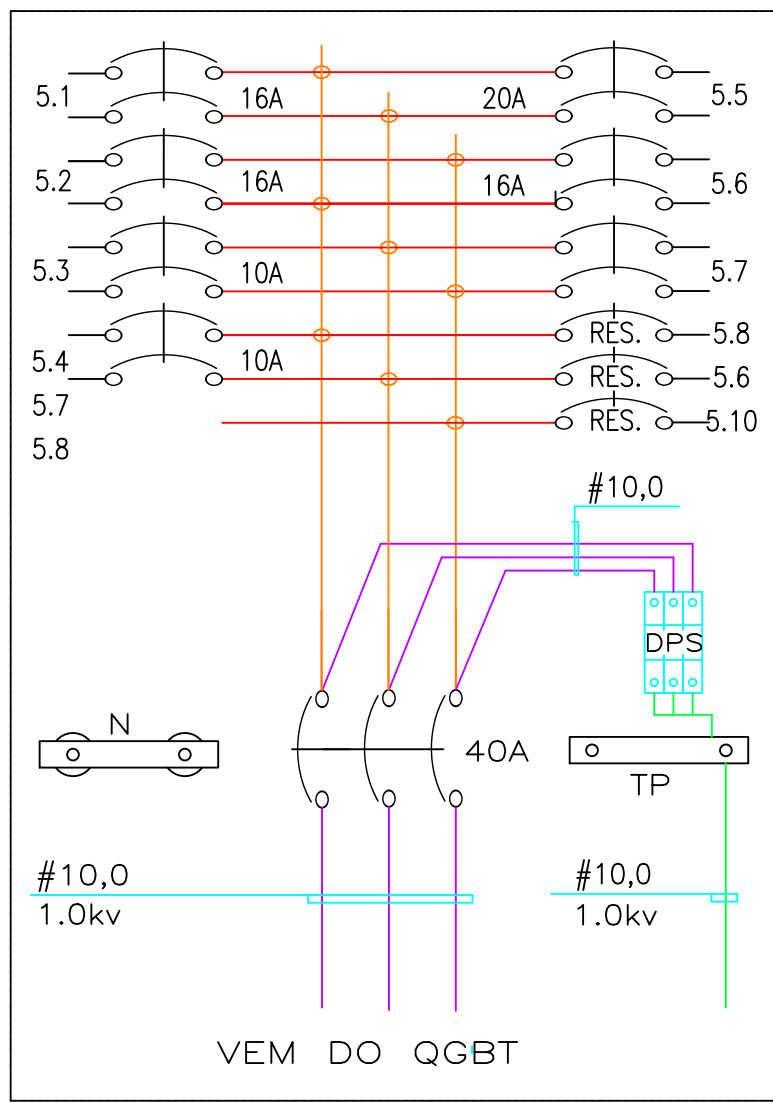 5.1 16A 20A 5.5
5.2 16A 16A 5.6
5.3 10A 5.7
5.4 10A RES. 5.8
5.7 RES. 5.6
5.8 RES. 5.10
#10,0
DPS
N 40A TP
#10,0 #10,0
1.0kv 1.0kv
VEM DO QGBT